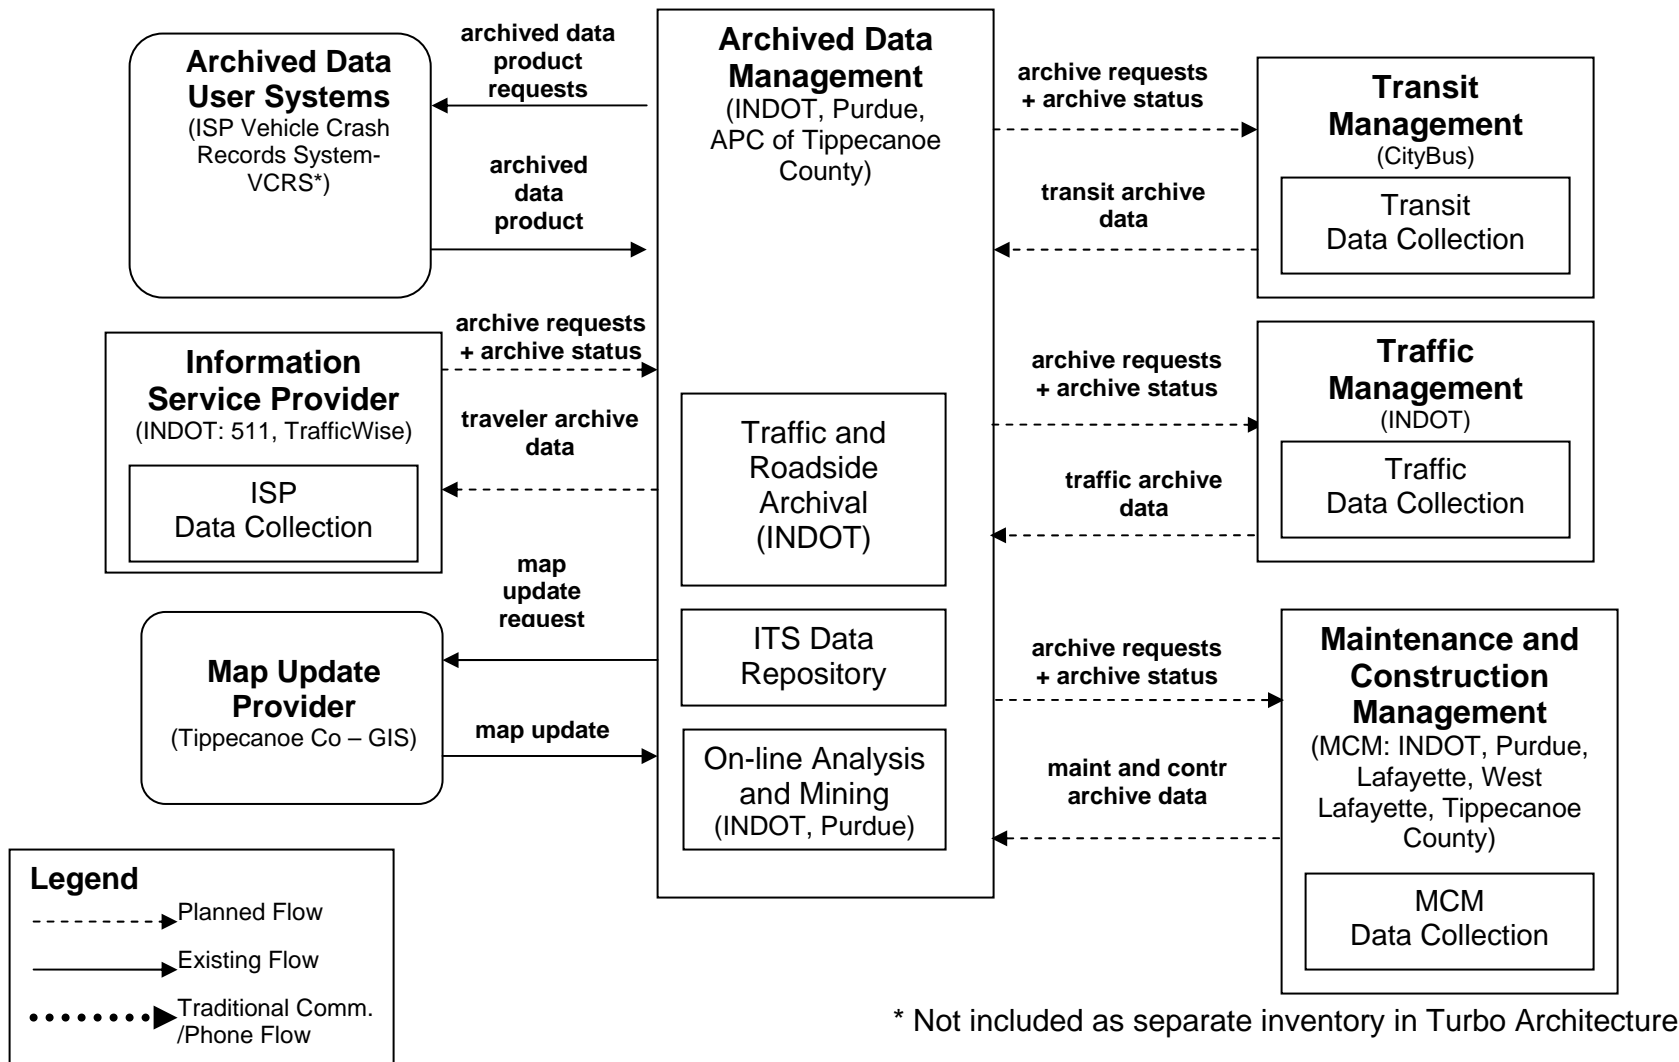 Archived Data
User Systems
(ISP Vehicle Crash
Records System-
VCRS*)
archived data
product
requests
archived
data
product
Archived Data
Management
(INDOT, Purdue,
APC of Tippecanoe
County)
archive requests
+ archive status
transit archive
data
Transit
Management
(CityBus)
Transit
Data Collection
Information
Service Provider
(INDOT: 511, TrafficWise)
ISP
Data Collection
archive requests
+ archive status
traveler archive
data
Traffic and
Roadside
Archival
(INDOT)
archive requests
+ archive status
traffic archive
data
Traffic
Management
(INDOT)
Traffic
Data Collection
map
update
request
Map Update
Provider
(Tippecanoe Co – GIS)
map update
ITS Data
Repository
On-line Analysis
and Mining
(INDOT, Purdue)
archive requests
+ archive status
maint and contr
archive data
Maintenance and
Construction
Management
(MCM: INDOT, Purdue,
Lafayette, West
Lafayette, Tippecanoe
County)
MCM
Data Collection
Legend
Planned Flow
Existing Flow
Traditional Comm.
/Phone Flow
* Not included as separate inventory in Turbo Architecture